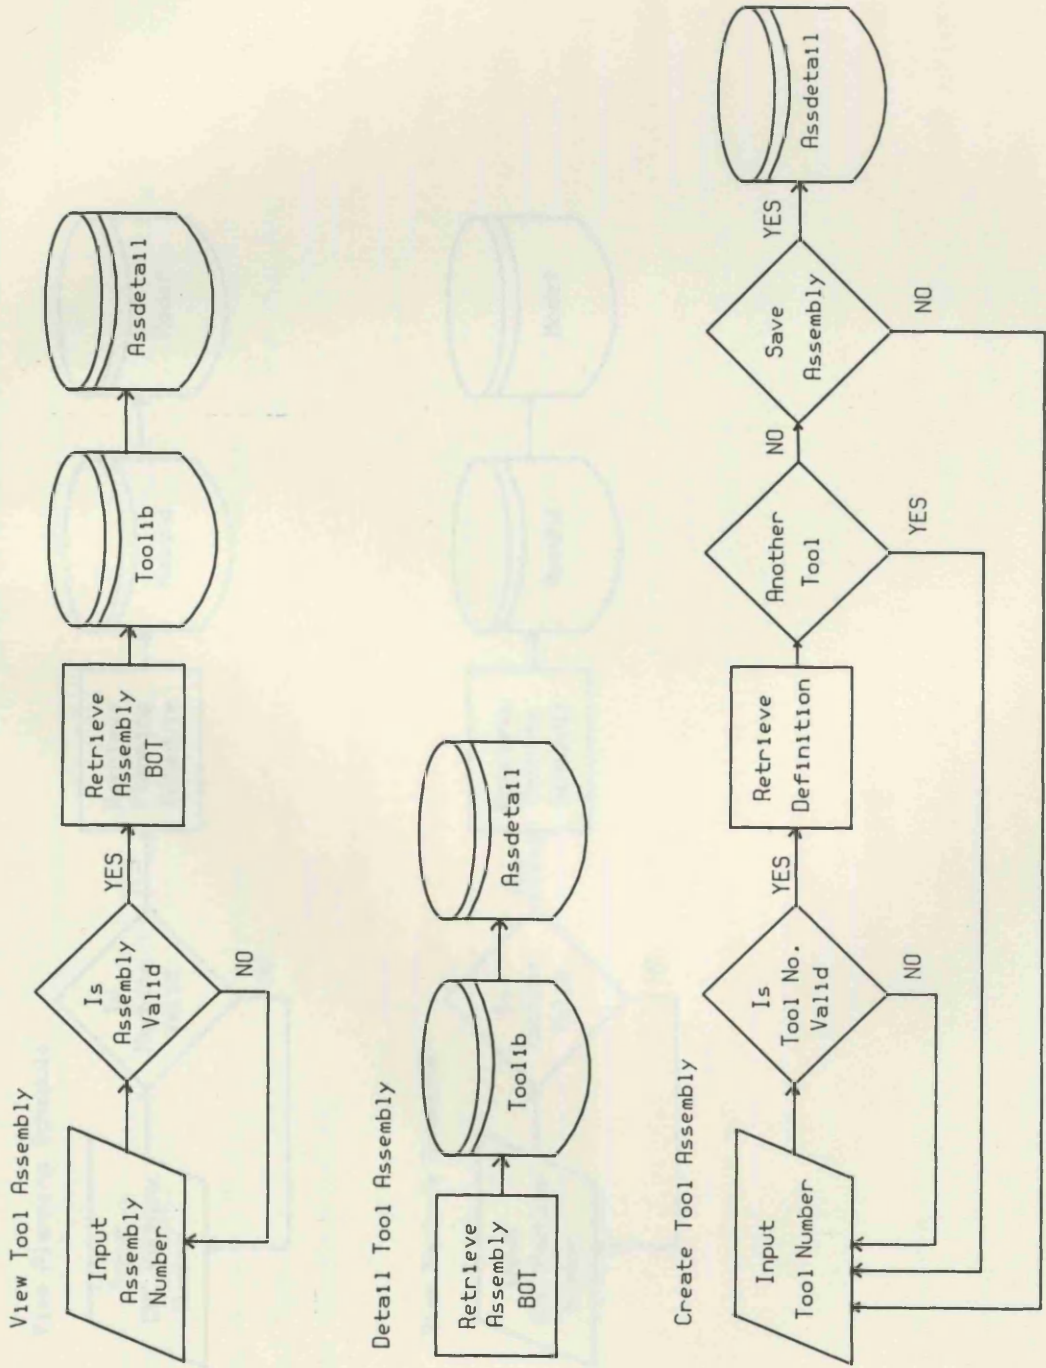 View Tool Assembly
Input
Assembly
Number
Is
Assembly
Valid
YES
NO
Retrieve
Assembly
BOT
Toolib
Assdetail
Detail Tool Assembly
Retrieve
Assembly
BOT
Toolib
Assdetail
Create Tool Assembly
Input
Tool Number
Is
Tool No.
Valid
YES
NO
Retrieve
Definition
Another
Tool
NO
YES
Save
Assembly
YES
NO
Assdetail